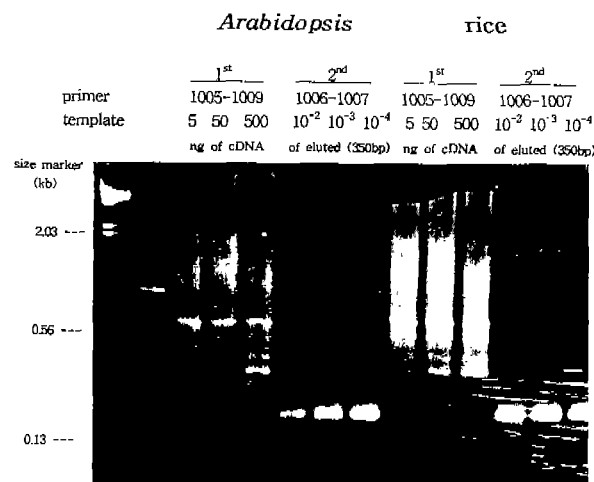 Arabidopsis rice
1st 2nd 1st 2nd
primer 1005-1009 1006-1007 1005-1009 1006-1007
template 5 50 500 10-2 10-3 10-4 5 50 500 10-2 10-3 10-4
ng of cDNA of eluted (350bp) ng of cDNA of eluted (350bp)
size marker
(kb)
2.03 ---
0.56 ---
0.13 ---